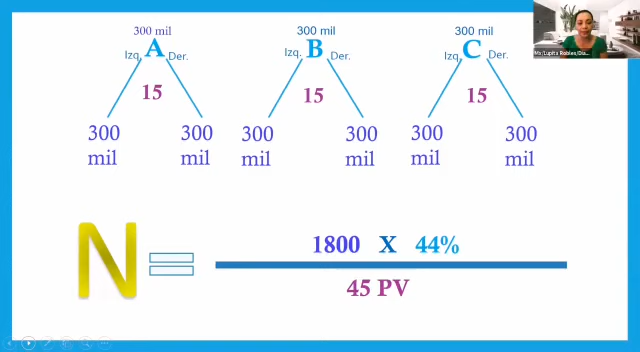 300 mil
300 mil
300 mil
Izq. A Der.
Izq. B Der.
Izq. C Der.
15
15
15
300 mil
300 mil
300 mil
300 mil
300 mil
300 mil
N =
1800 X 44%
45 PV